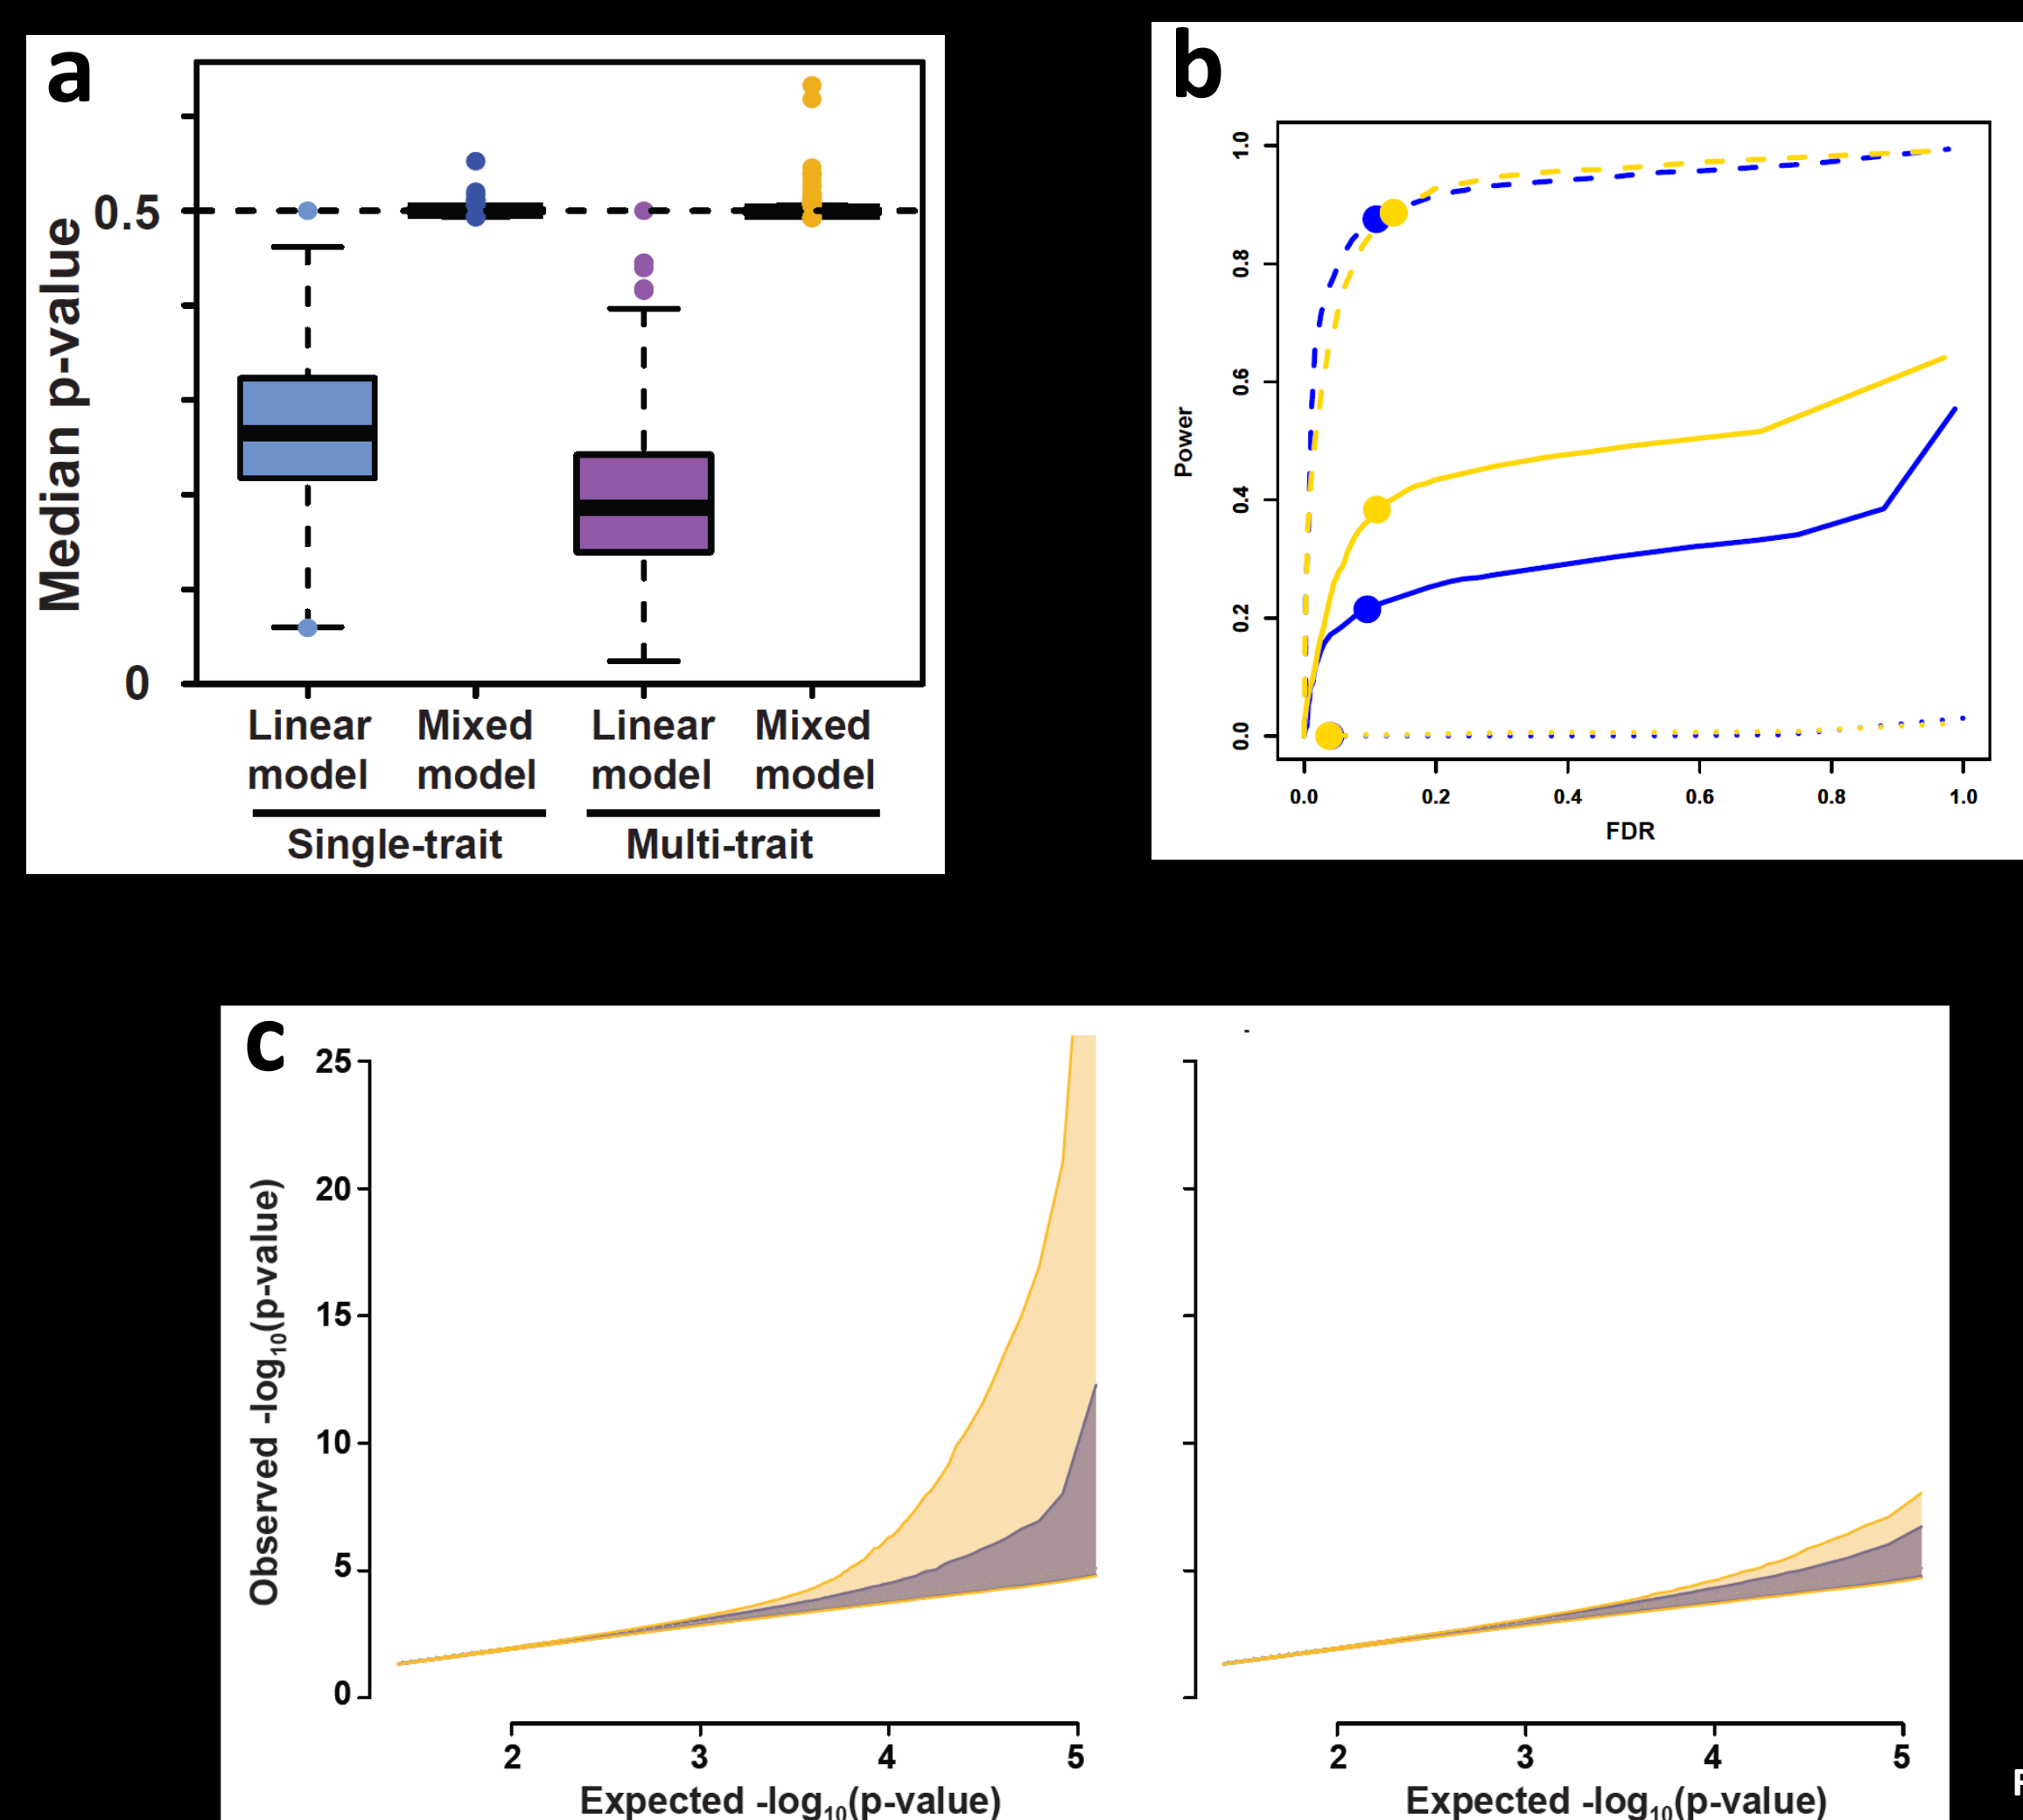 a
Median p-value
0.5
0
Linear model
Mixed model
Linear model
Mixed model
Single-trait
Multi-trait
b
Power
1.0
0.8
0.6
0.4
0.2
0.0
0.0 0.2 0.4 0.6 0.8 1.0
FDR
c
Observed -log10(p-value)
25
20
15
10
5
0
2 3 4 5
Expected -log10(p-value)
2 3 4 5
Expected -log10(p-value)